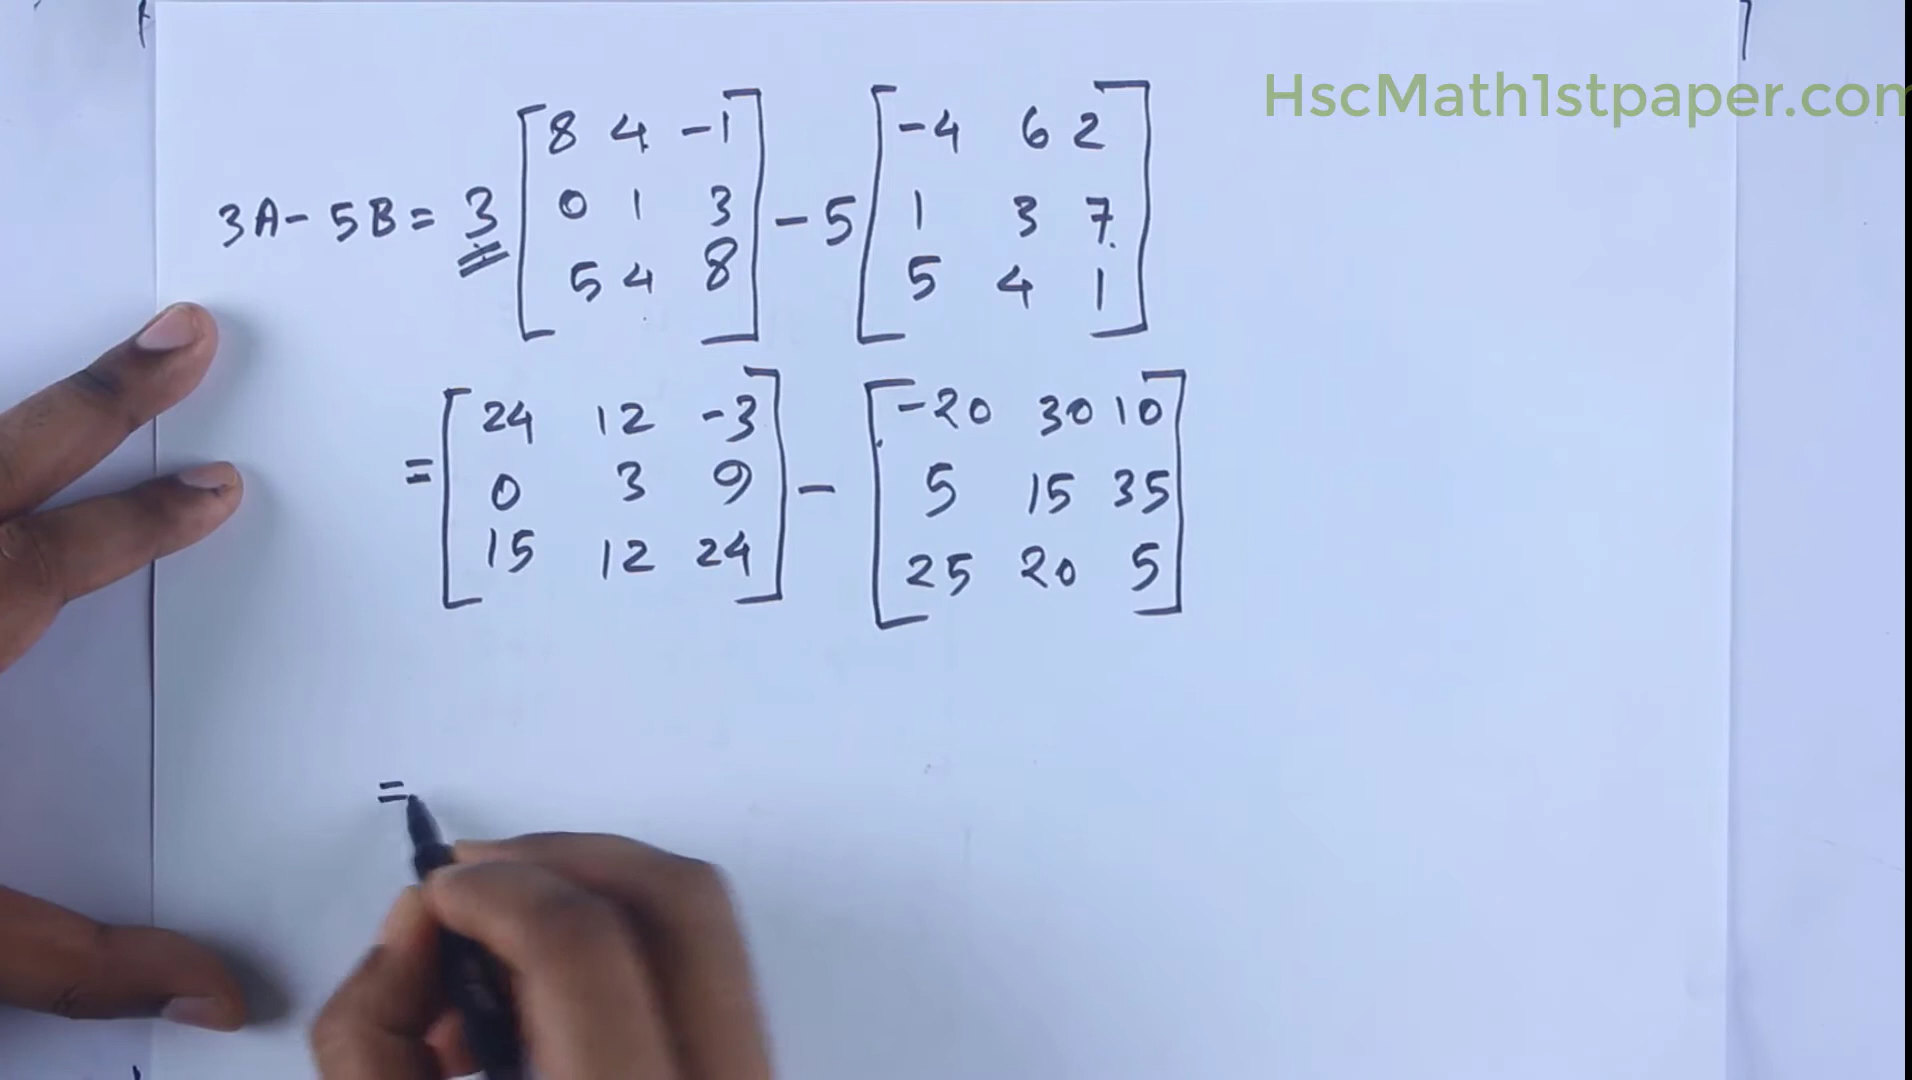 HscMath1stpaper.com
3A - 5B = 3 [8 4 -1] - 5 [-4 6 2]
[0 1 3] [1 3 7]
[5 4 8] [5 4 1]
= [24 12 -3] - [-20 30 10]
[0 3 9] [5 15 35]
[15 12 24] [25 20 5]
=